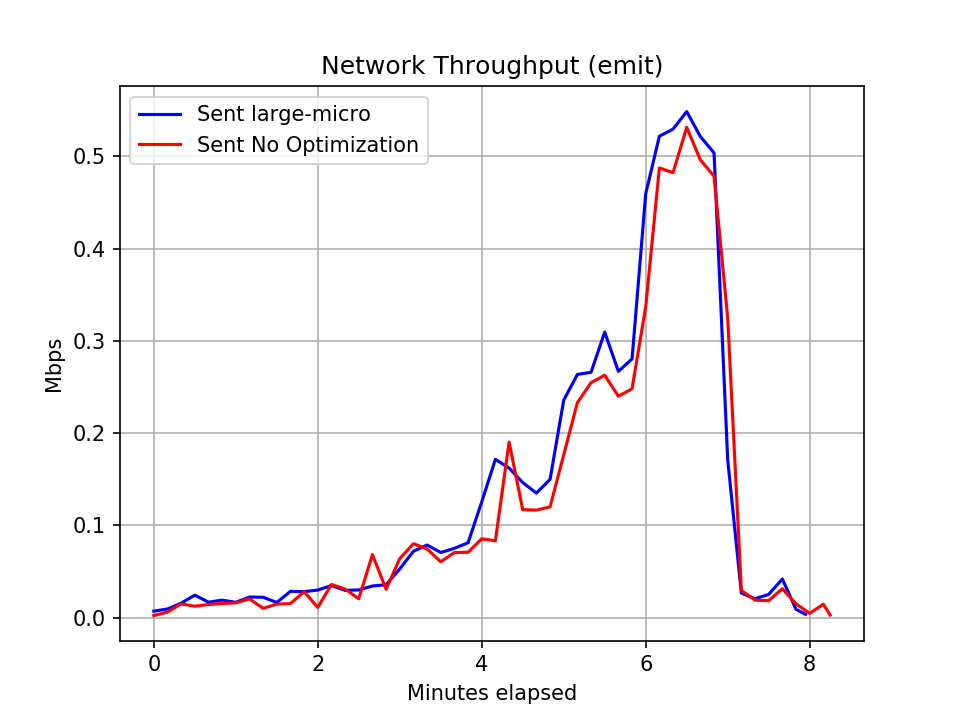 Network Throughput (emit)
Sent large-micro
Sent No Optimization
Mbps
0.5
0.4
0.3
0.2
0.1
0.0
0 2 4 6 8
Minutes elapsed